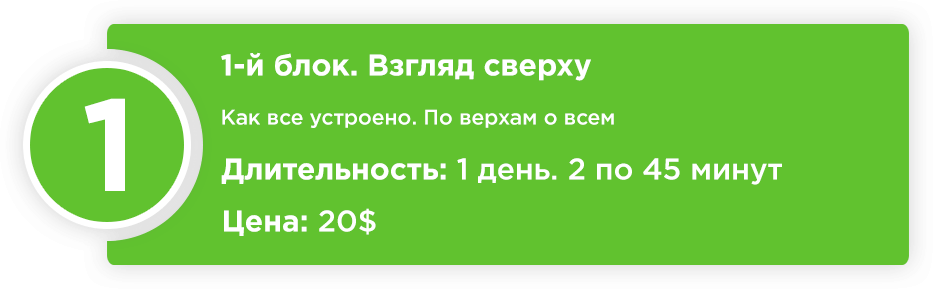 1
1-й блок. Взгляд сверху
Как все устроено. По верхам о всем
Длительность: 1 день. 2 по 45 минут
Цена: 20$